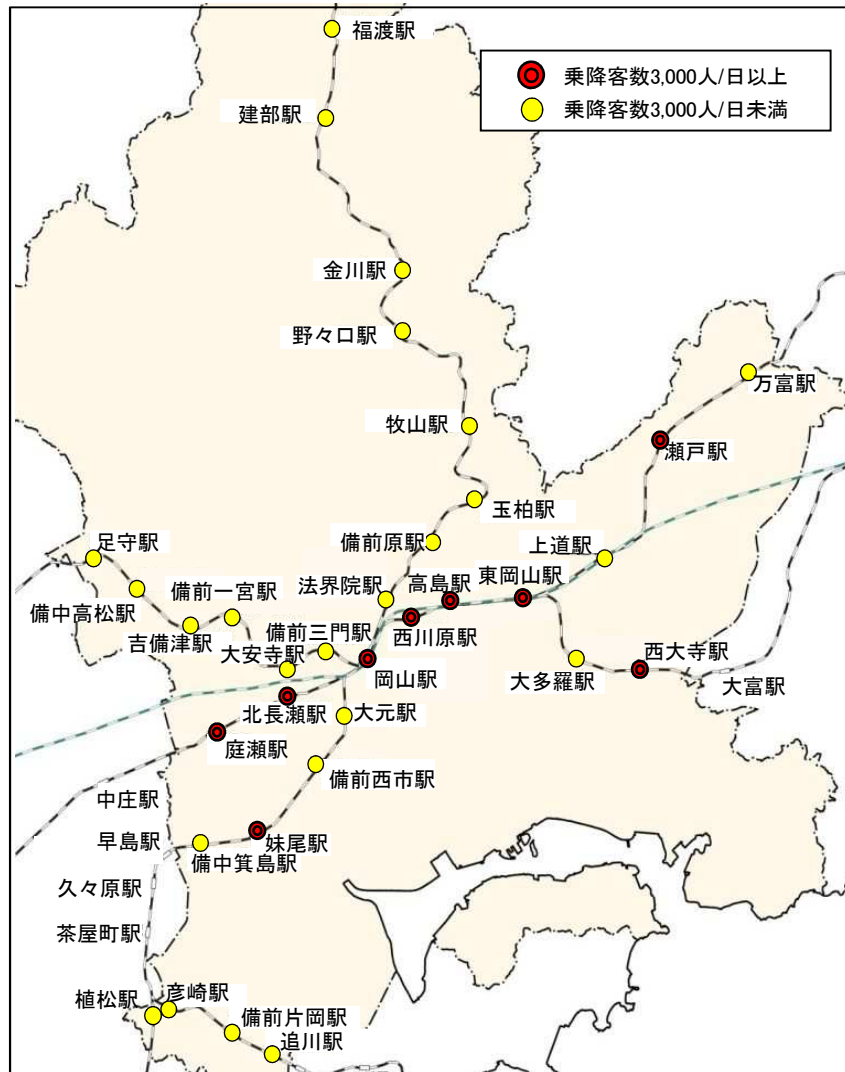 福渡駅
乗降客数3,000人/日以上
乗降客数3,000人/日未満
建部駅
金川駅
野々口駅
万富駅
牧山駅
瀬戸駅
玉柏駅
足守駅
備前原駅
上道駅
備中高松駅
備前一宮駅
法界院駅
高島駅
東岡山駅
吉備津駅
備前三門駅
西川原駅
大安寺駅
岡山駅
西大寺駅
大多羅駅
大富駅
北長瀬駅
大元駅
庭瀬駅
備前西市駅
中庄駅
早島駅
妹尾駅
備中箕島駅
久々原駅
茶屋町駅
植松駅
彦崎駅
備前片岡駅
追川駅